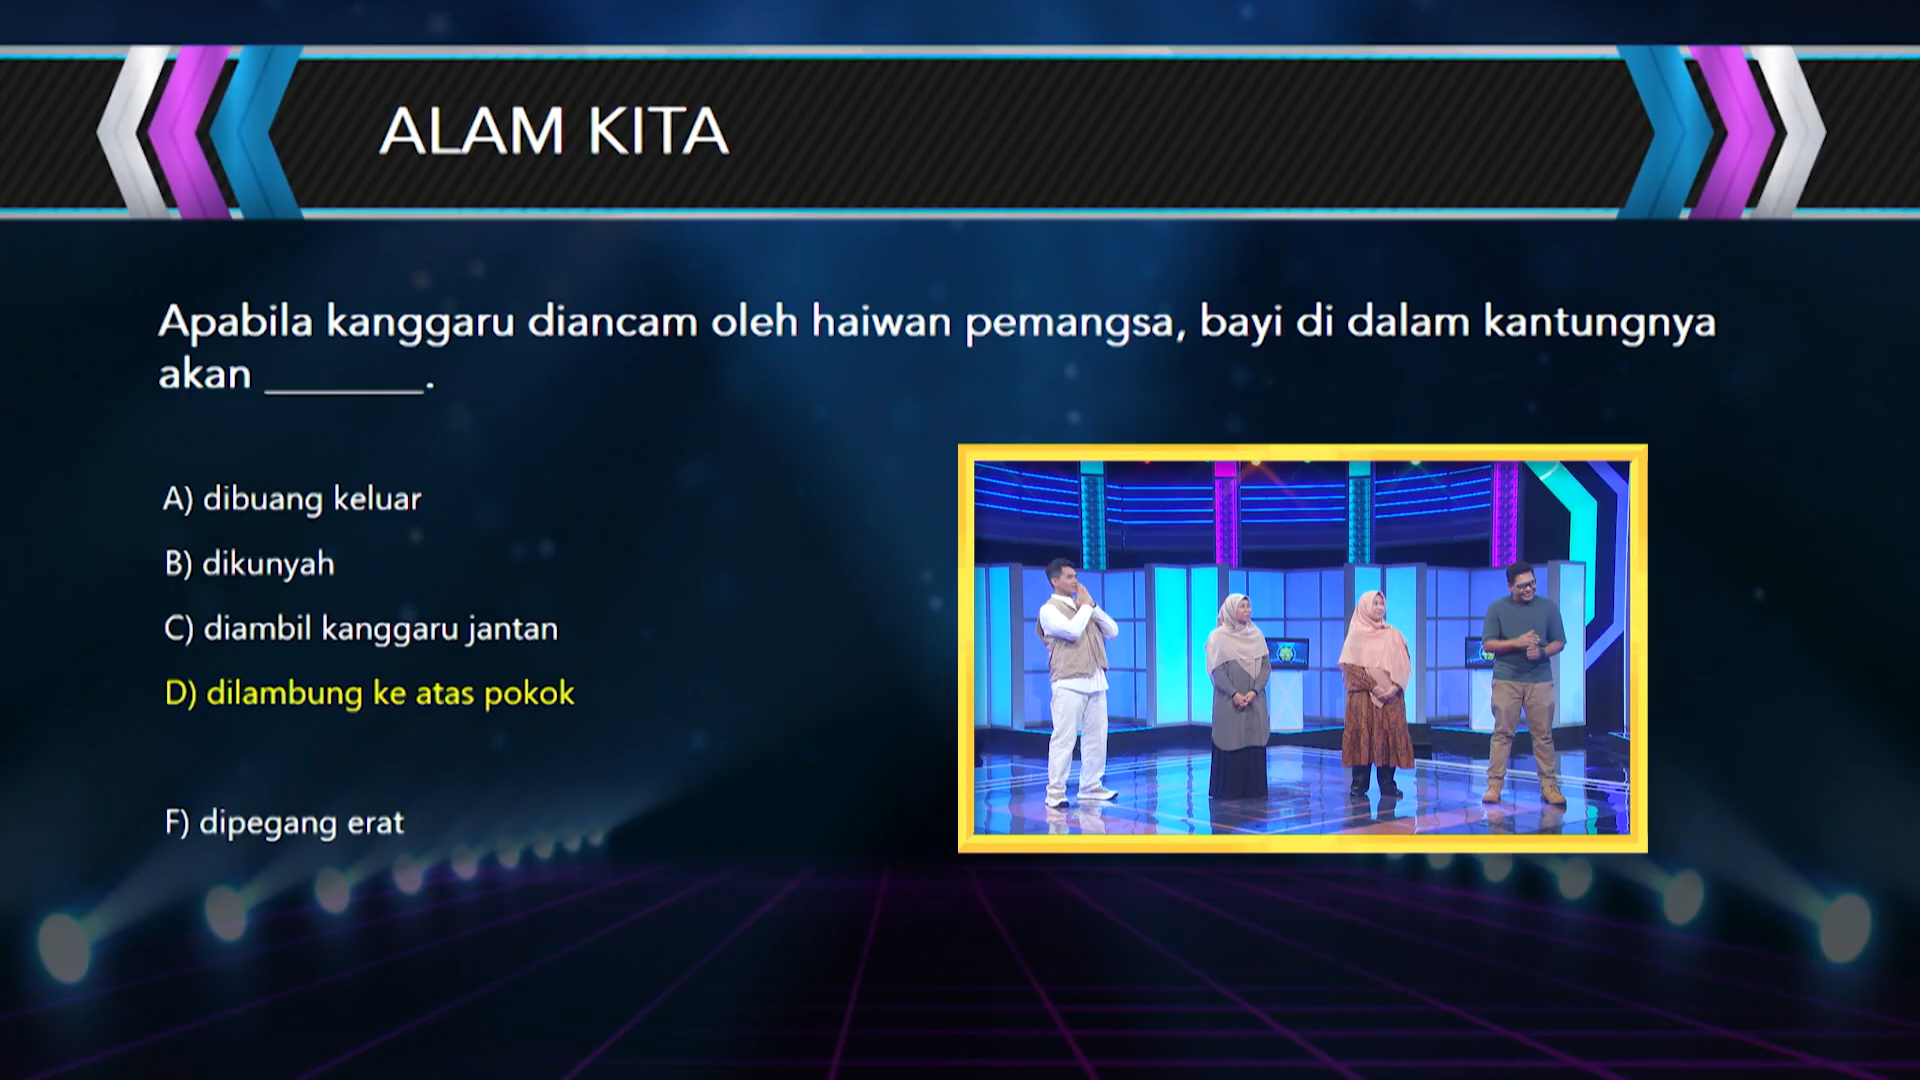 ALAM KITA
Apabila kanggaru diancam oleh haiwan pemangsa, bayi di dalam kantungnya
akan ________.
A) dibuang keluar
B) dikunyah
C) diambil kanggaru jantan
D) dilambung ke atas pokok
F) dipegang erat